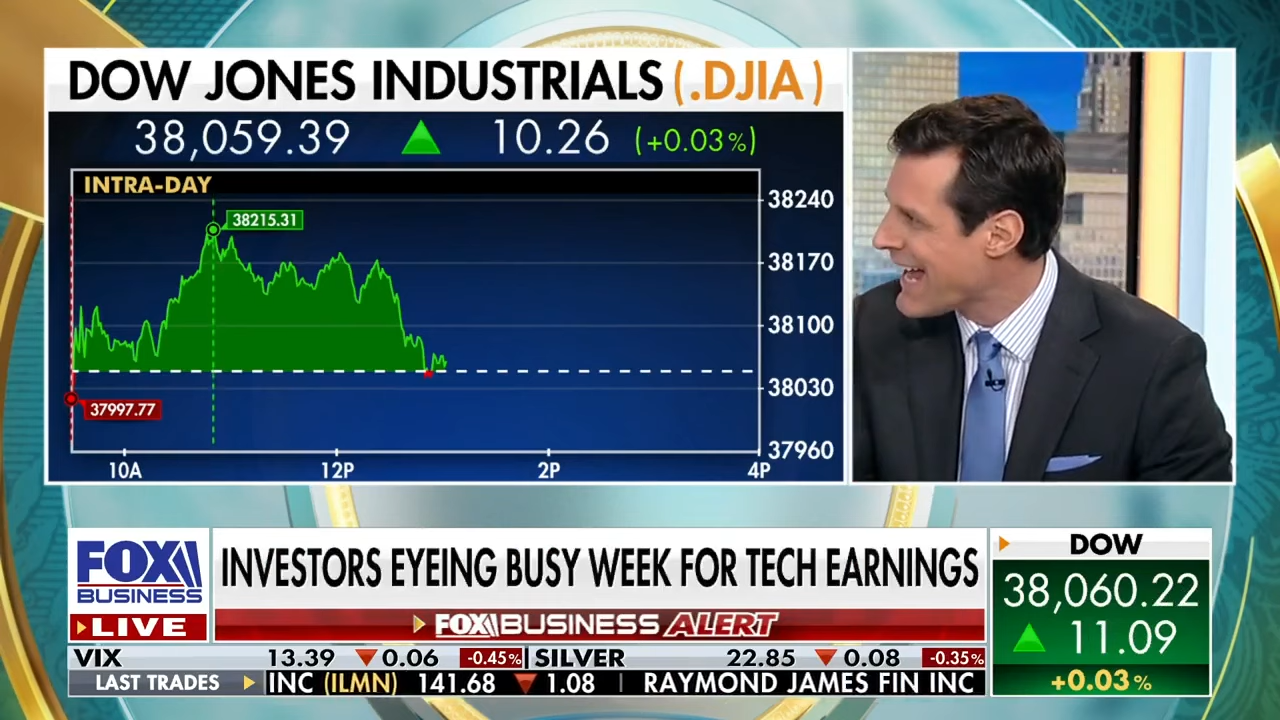 DOW JONES INDUSTRIALS (.DJIA)
38,059.39 ▲ 10.26 (+0.03%)
INTRA-DAY
38215.31
37997.77
38240
38170
38100
38030
37960
10A 12P 2P 4P
FOX BUSINESS
LIVE
INVESTORS EYEING BUSY WEEK FOR TECH EARNINGS
FOX BUSINESS ALERT
DOW
38,060.22
▲ 11.09
+0.03%
VIX 13.39 ▼ 0.06 -0.45% SILVER 22.85 ▼ 0.08 -0.35%
LAST TRADES INC (ILMN) 141.68 ▼ 1.08 | RAYMOND JAMES FIN INC